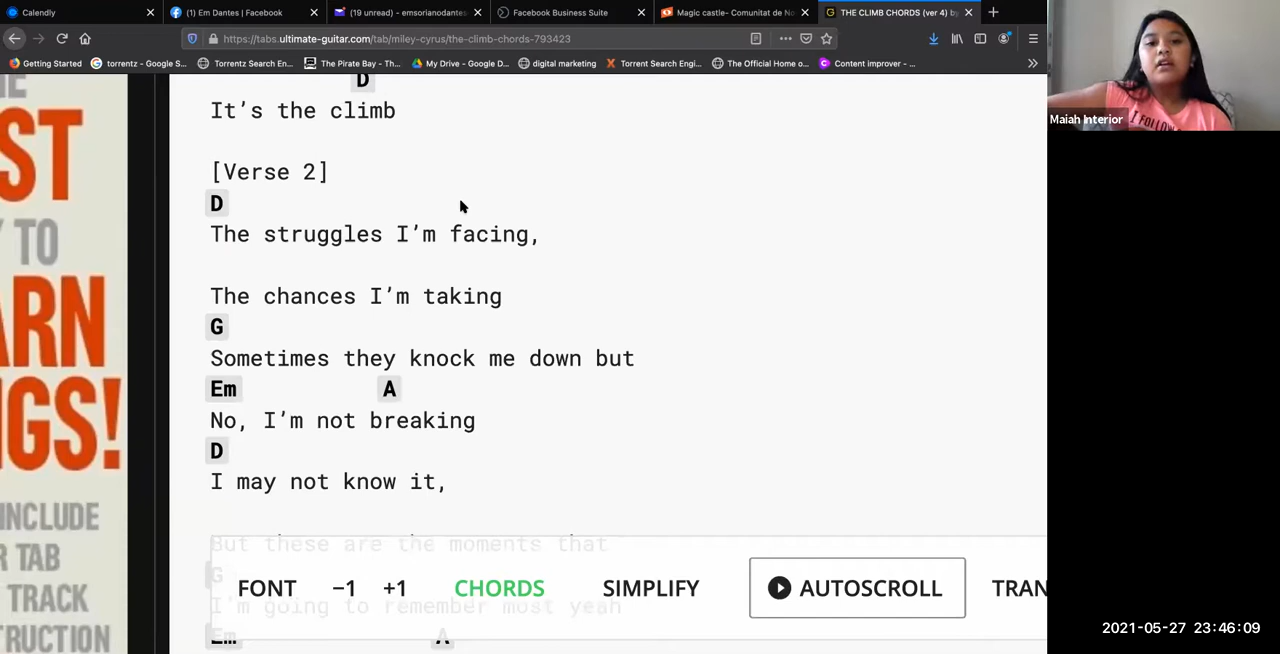 Calendly
(1) Em Dantes | Facebook
(19 unread) - emsorianodantes
Facebook Business Suite
Magic castle- Comunitat de No
THE CLIMB CHORDS (ver 4) by
https://tabs.ultimate-guitar.com/tab/miley-cyrus/the-climb-chords-793423
Getting Started
torrentz - Google S...
Torrentz Search En...
The Pirate Bay - Th...
My Drive - Google D...
digital marketing
Torrent Search Engi...
The Official Home o...
Content improver - ...
D
It's the climb
[Verse 2]
D
The struggles I'm facing,
The chances I'm taking
G
Sometimes they knock me down but
Em A
No, I'm not breaking
D
I may not know it,
But these are the moments that
G
I'm going to remember most yeah
Em A
FONT -1 +1 CHORDS SIMPLIFY AUTOSCROLL TRAN
ST
TO
ARN
GS!
INCLUDE
R TAB
TRACK
TRUCTION
Maiah Interior
I FOLLOW
2021-05-27 23:46:09